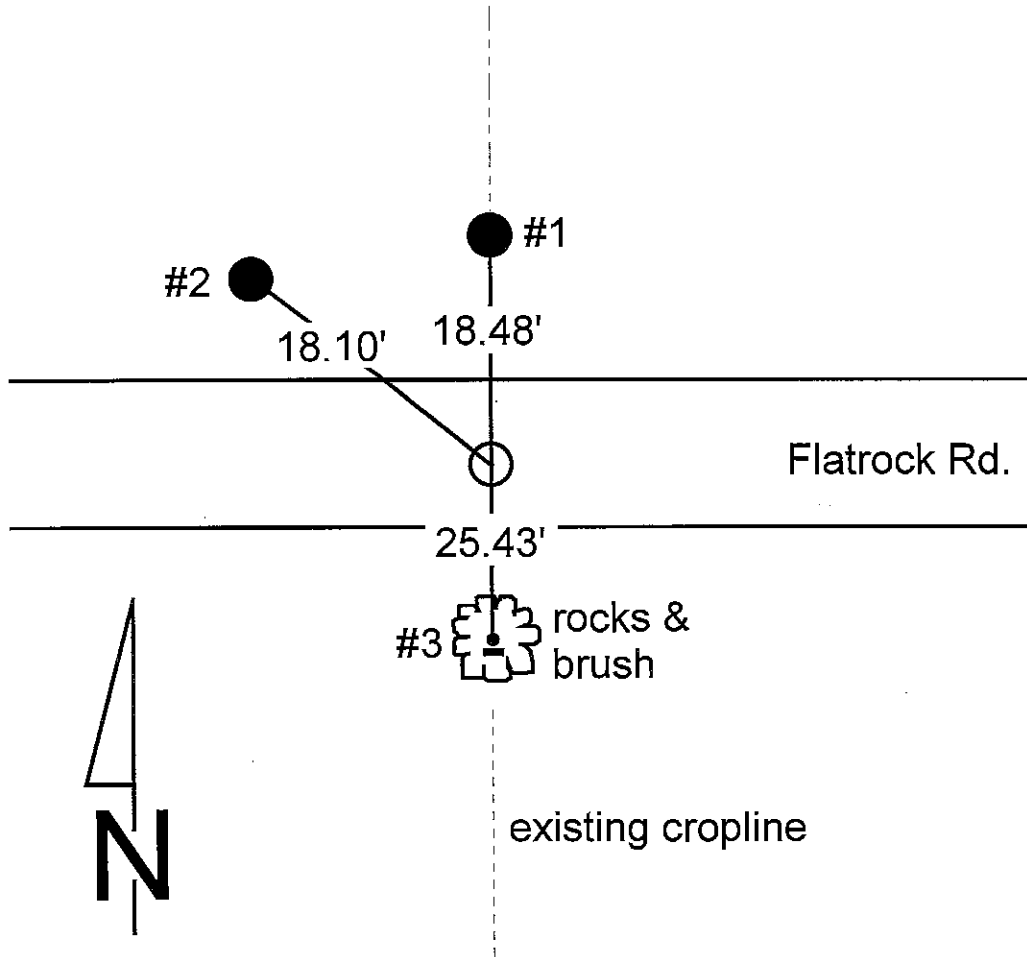 #1
#2
18.10'
18.48'
Flatrock Rd.
25.43'
#3
rocks &
brush
existing cropline
N